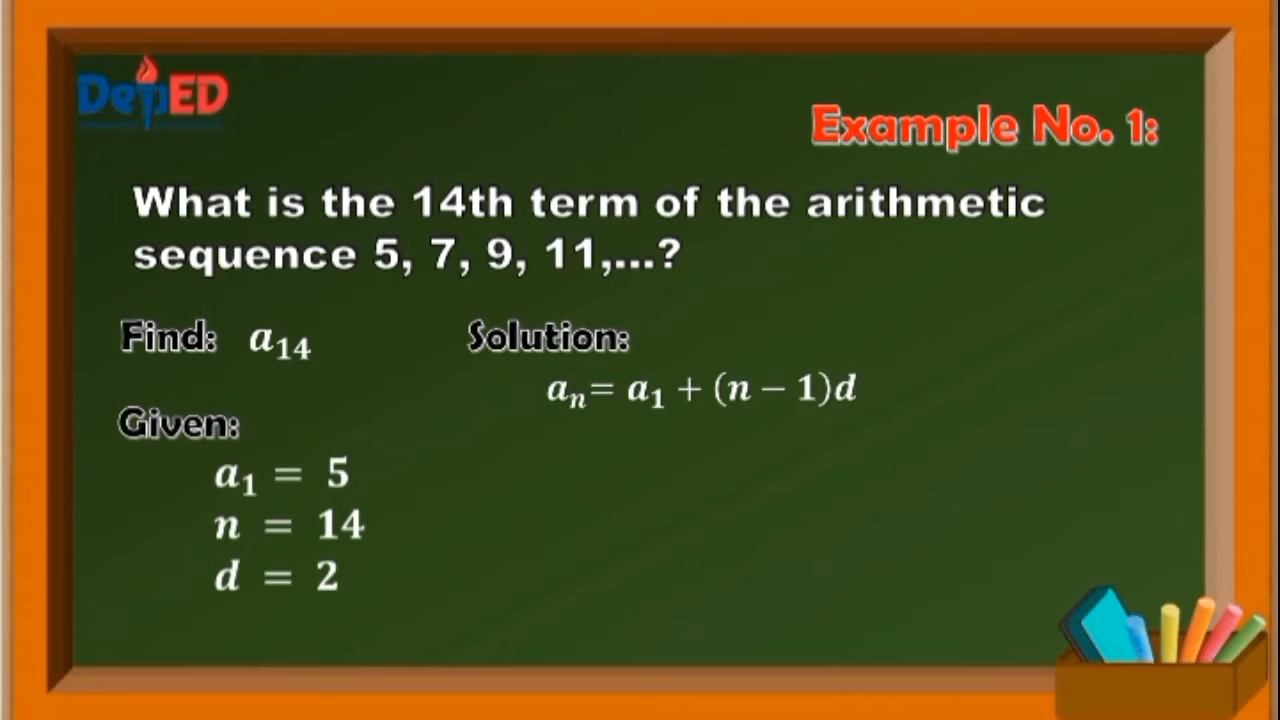 DepED
Example No. 1:
What is the 14th term of the arithmetic
sequence 5, 7, 9, 11,...?
Find: a₁₄
Solution:
aₙ= a₁ + (n − 1)d
Given:
a₁ = 5
n = 14
d = 2